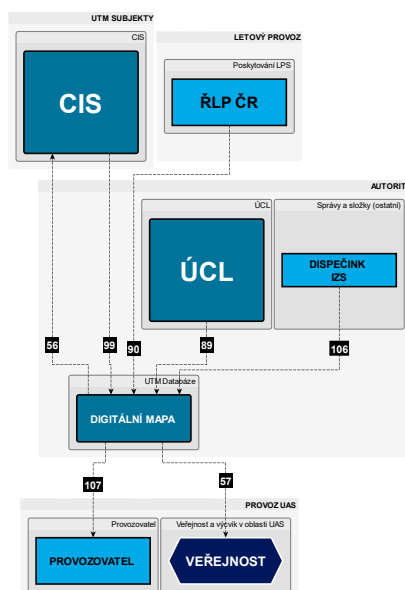 UTM SUBJEKTY
CIS
CIS
LETOVÝ PROVOZ
Poskytování LPS
ŘLP ČR
AUTORIT
ÚCL
ÚCL
Správy a složky (ostatní)
DISPEČINK
IZS
56
99
90
89
106
UTM Databáze
DIGITÁLNÍ MAPA
107
57
PROVOZ UAS
Provozovatel
PROVOZOVATEL
Veřejnost a výcvik v oblasti UAS
VEŘEJNOST